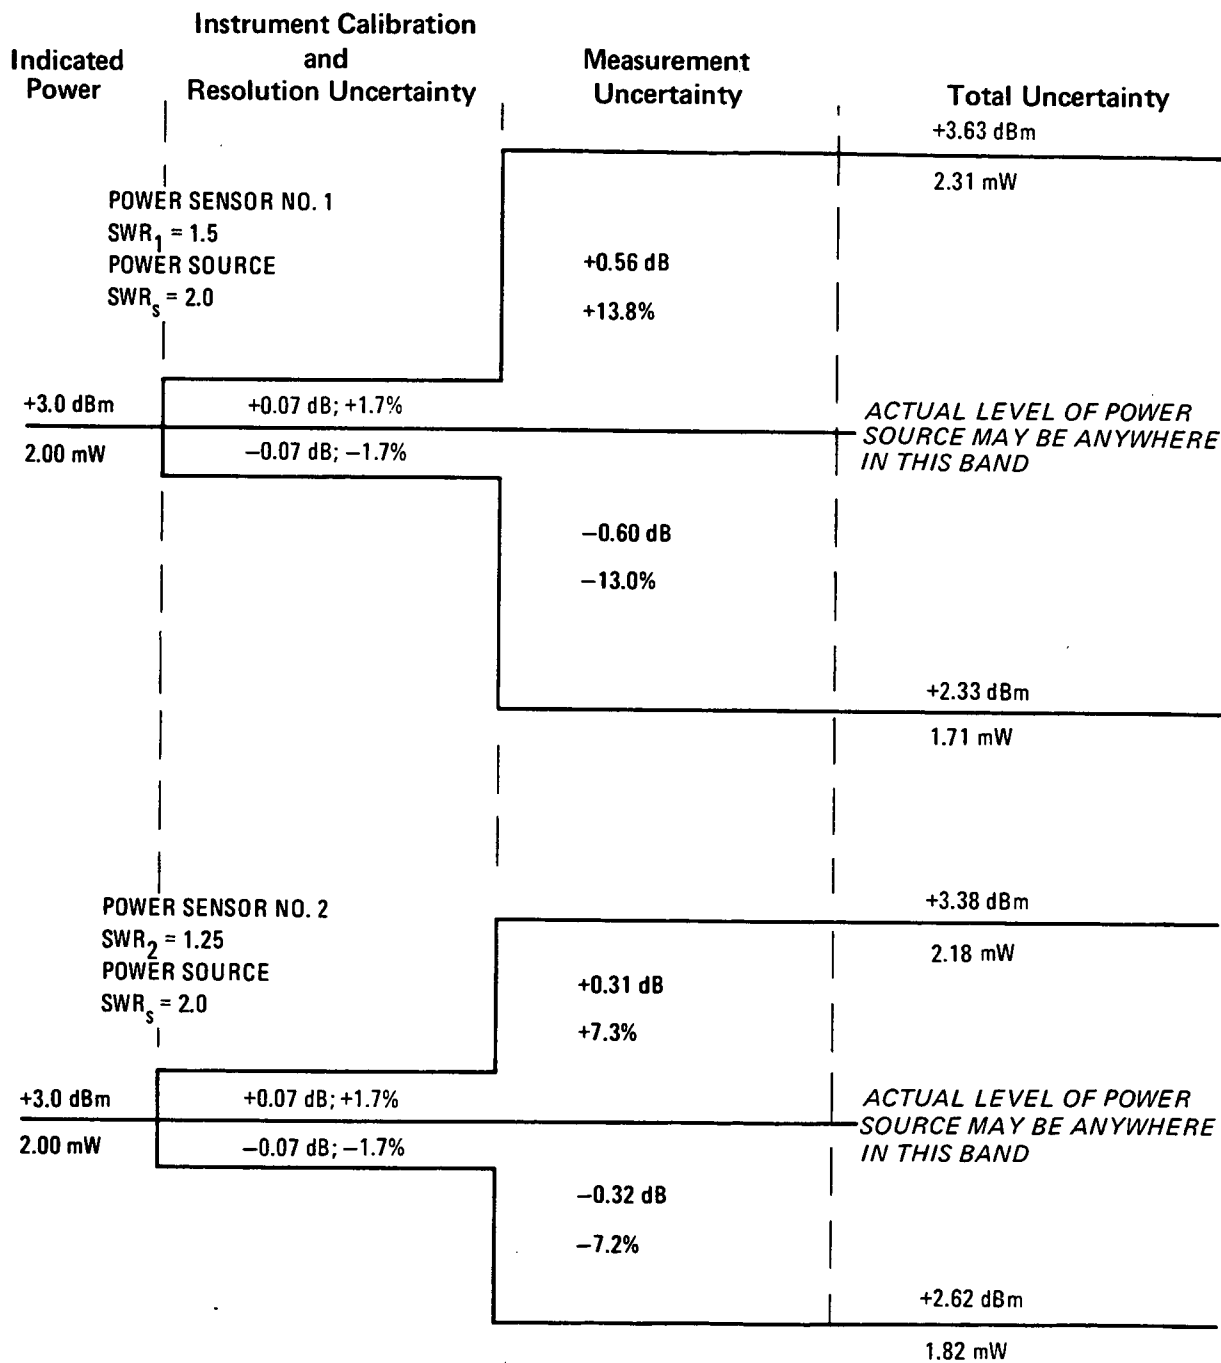 Instrument Calibration
and
Resolution Uncertainty
Indicated
Power
Measurement
Uncertainty
Total Uncertainty
+3.63 dBm
2.31 mW
POWER SENSOR NO. 1
SWR₁ = 1.5
POWER SOURCE
SWRₛ = 2.0
+0.56 dB
+13.8%
+3.0 dBm
2.00 mW
+0.07 dB; +1.7%
−0.07 dB; −1.7%
ACTUAL LEVEL OF POWER
SOURCE MAY BE ANYWHERE
IN THIS BAND
−0.60 dB
−13.0%
+2.33 dBm
1.71 mW
POWER SENSOR NO. 2
SWR₂ = 1.25
POWER SOURCE
SWRₛ = 2.0
+3.38 dBm
2.18 mW
+0.31 dB
+7.3%
+3.0 dBm
2.00 mW
+0.07 dB; +1.7%
−0.07 dB; −1.7%
ACTUAL LEVEL OF POWER
SOURCE MAY BE ANYWHERE
IN THIS BAND
−0.32 dB
−7.2%
+2.62 dBm
1.82 mW